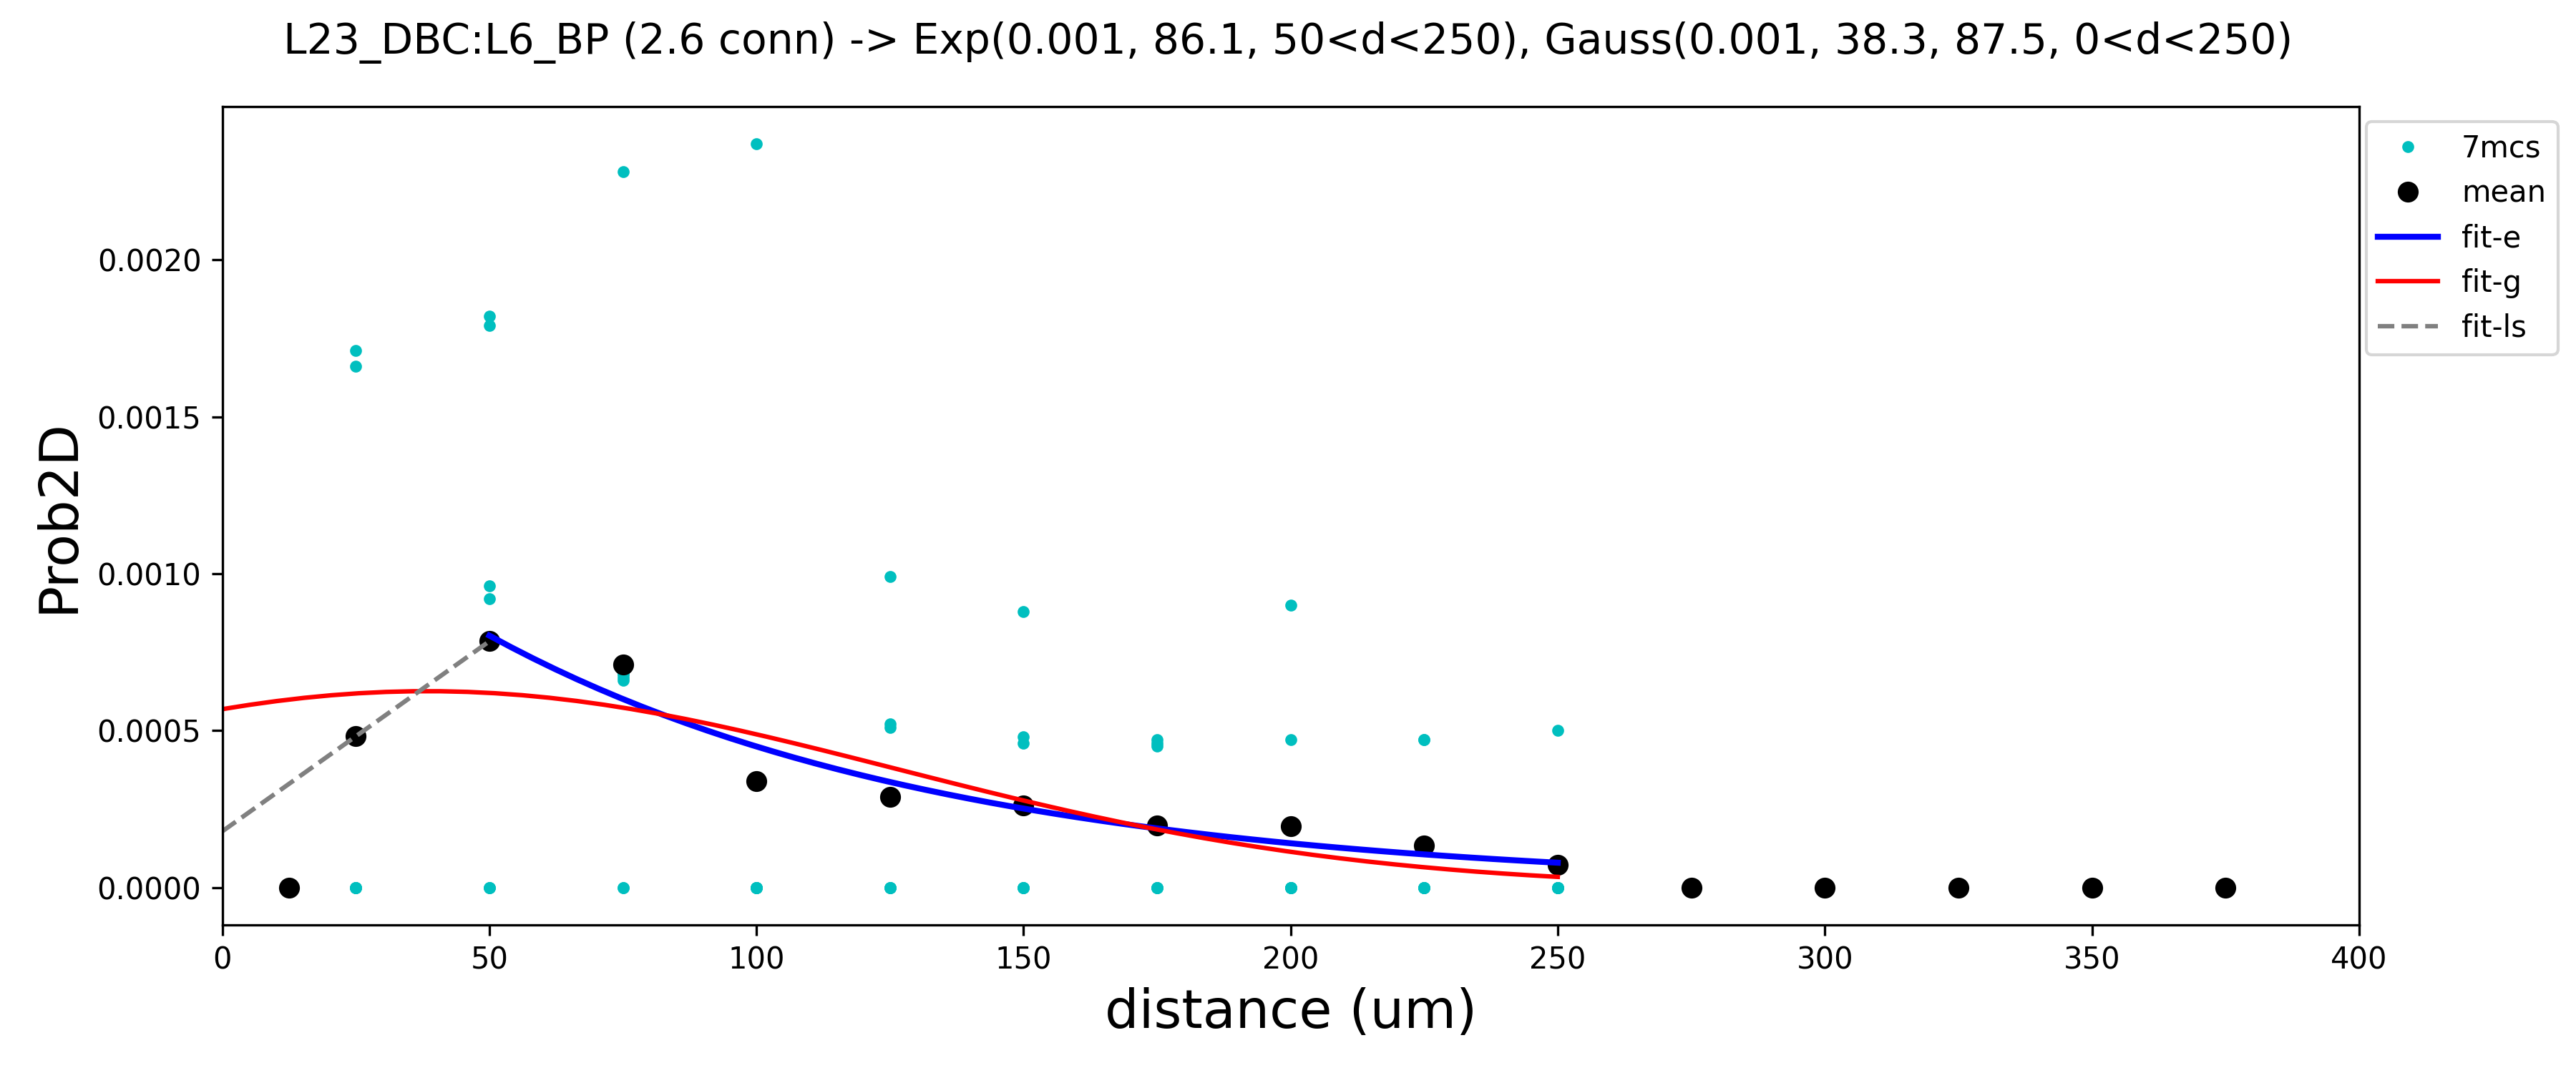 L23_DBC:L6_BP (2.6 conn) -> Exp(0.001, 86.1, 50<d<250), Gauss(0.001, 38.3, 87.5, 0<d<250)
7mcs
mean
fit-e
fit-g
fit-ls
Prob2D
0.0020
0.0015
0.0010
0.0005
0.0000
0 50 100 150 200 250 300 350 400
distance (um)